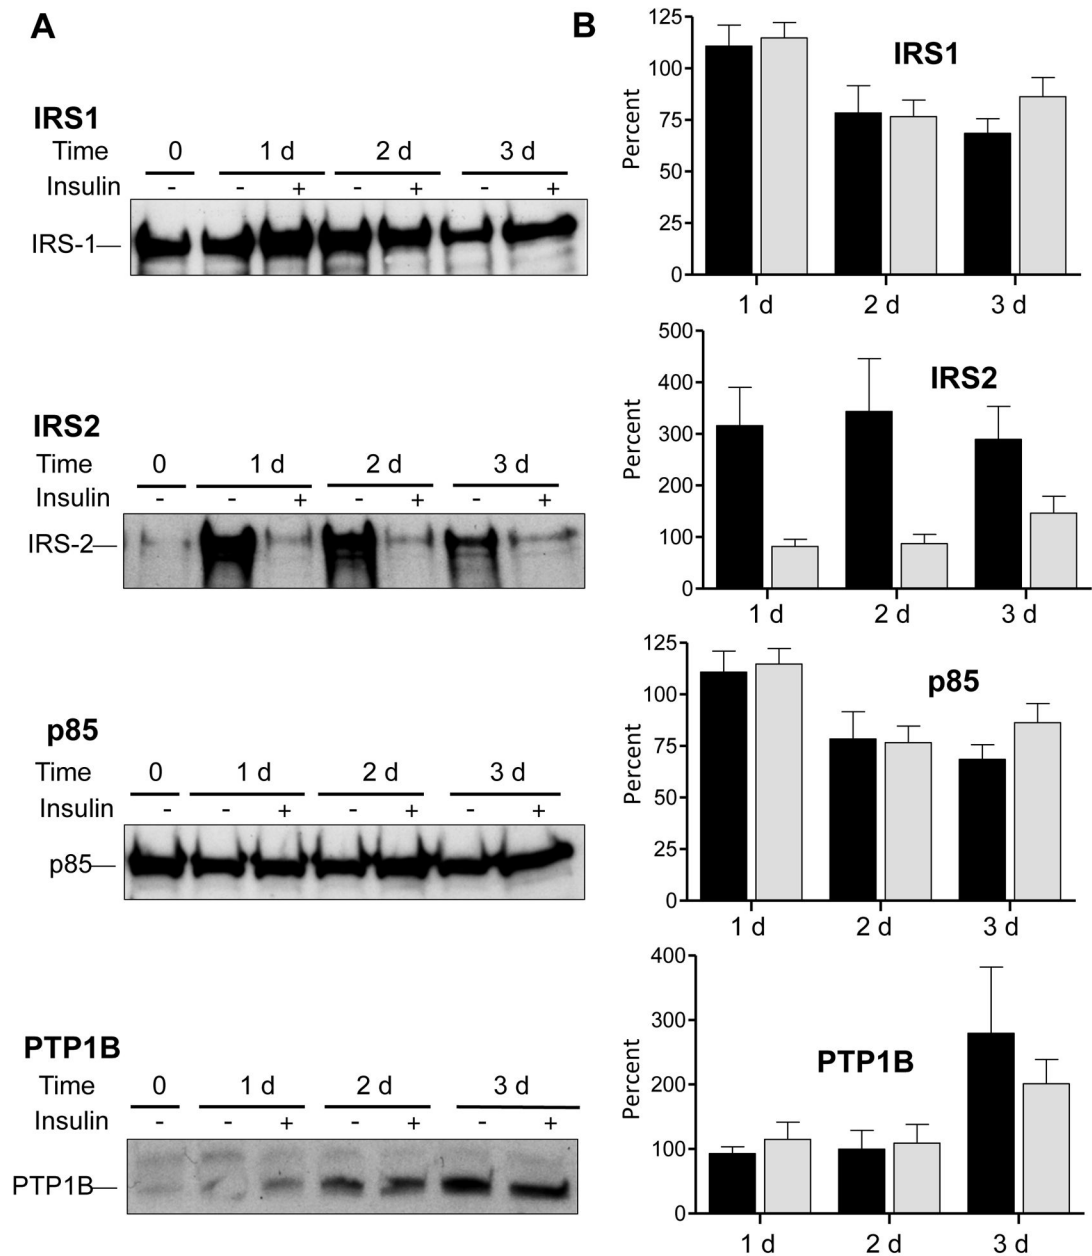 A
IRS1
Time 0 1 d 2 d 3 d
Insulin - - + - + - +
IRS-1
IRS2
Time 0 1 d 2 d 3 d
Insulin - - + - + - +
IRS-2
p85
Time 0 1 d 2 d 3 d
Insulin - - + - + - +
p85
PTP1B
Time 0 1 d 2 d 3 d
Insulin - - + - + - +
PTP1B
B
IRS1
Percent
125
100
75
50
25
0
1 d 2 d 3 d
IRS2
Percent
500
400
300
200
100
0
1 d 2 d 3 d
p85
Percent
125
100
75
50
25
0
1 d 2 d 3 d
PTP1B
Percent
400
300
200
100
0
1 d 2 d 3 d